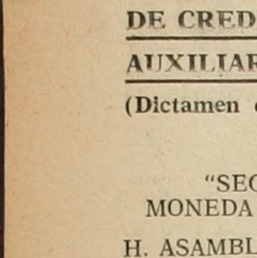 DE CRED
AUXILIAR
(Dictamen
"SEC
MONEDA
H. ASAMBL